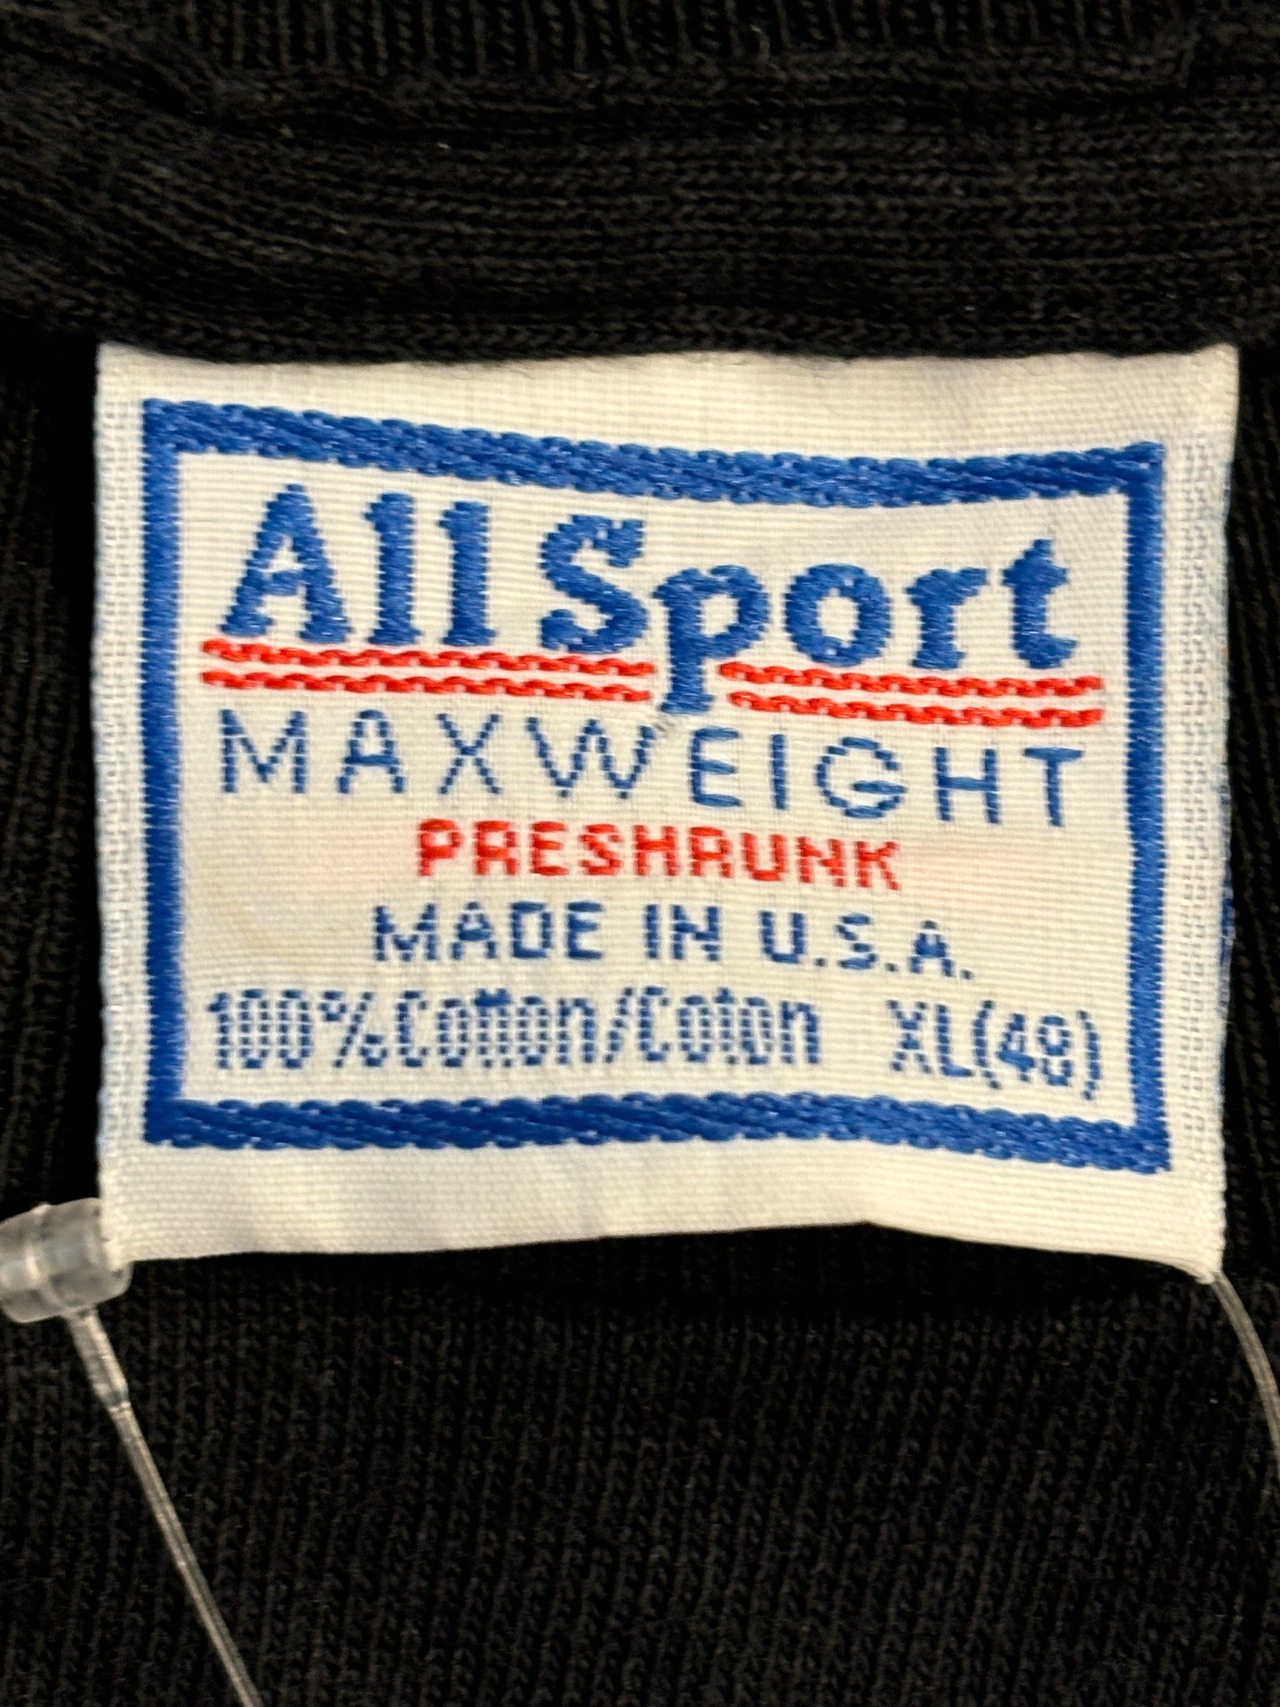 All Sport
MAXWEIGHT
PRESHRUNK
MADE IN U.S.A.
100% Cotton/Coton XL(48)